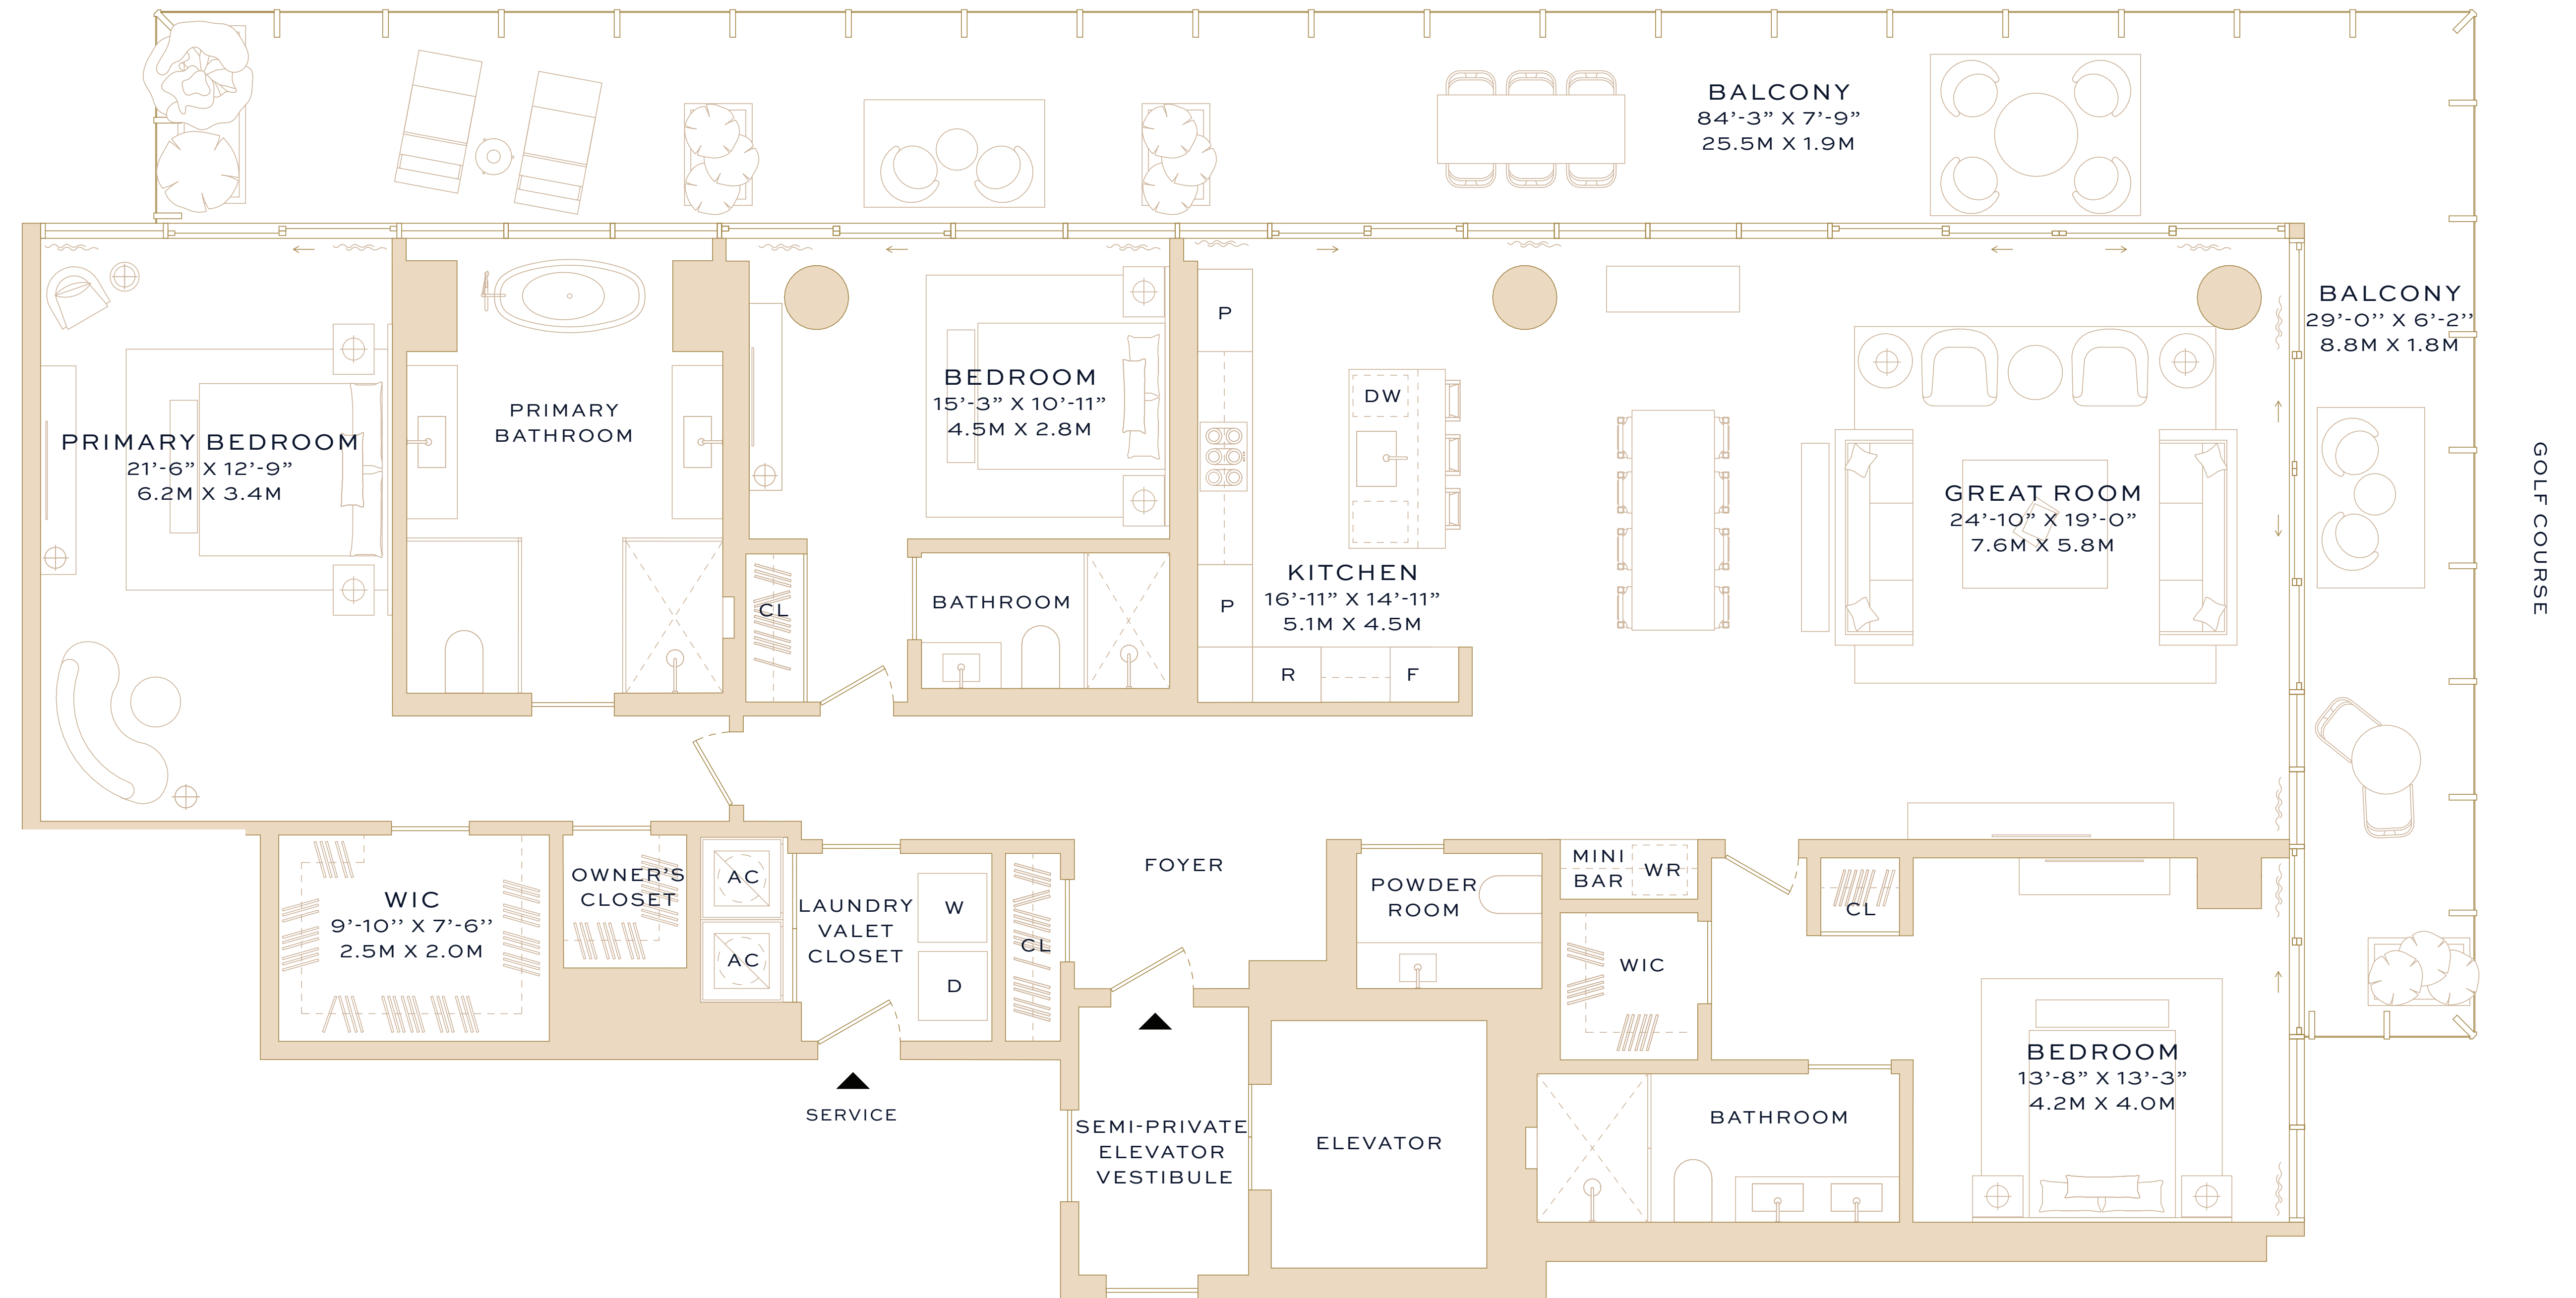 BALCONY
84’-3” X 7’-9”
25.5M X 1.9M
BALCONY
29’-0’’ X 6’-2’’
8.8M X 1.8M
GOLF COURSE
PRIMARY BEDROOM
21’-6” X 12’-9”
6.2M X 3.4M
PRIMARY
BATHROOM
BEDROOM
15’-3” X 10’-11”
4.5M X 2.8M
CL
BATHROOM
P
P
DW
KITCHEN
16’-11” X 14’-11”
5.1M X 4.5M
R
F
GREAT ROOM
24’-10” X 19’-0”
7.6M X 5.8M
WIC
9’-10’’ X 7’-6’’
2.5M X 2.0M
OWNER’S
CLOSET
AC
AC
LAUNDRY
VALET
CLOSET
W
D
CL
FOYER
POWDER
ROOM
MINI
BAR
WR
WIC
CL
SERVICE
SEMI-PRIVATE
ELEVATOR
VESTIBULE
ELEVATOR
BATHROOM
BEDROOM
13’-8” X 13’-3”
4.2M X 4.0M